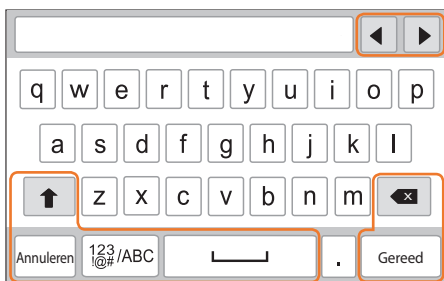 q w e r t y u i o p
a s d f g h j k l
z x c v b n m
Annuleren 123 !@# /ABC . Gereed